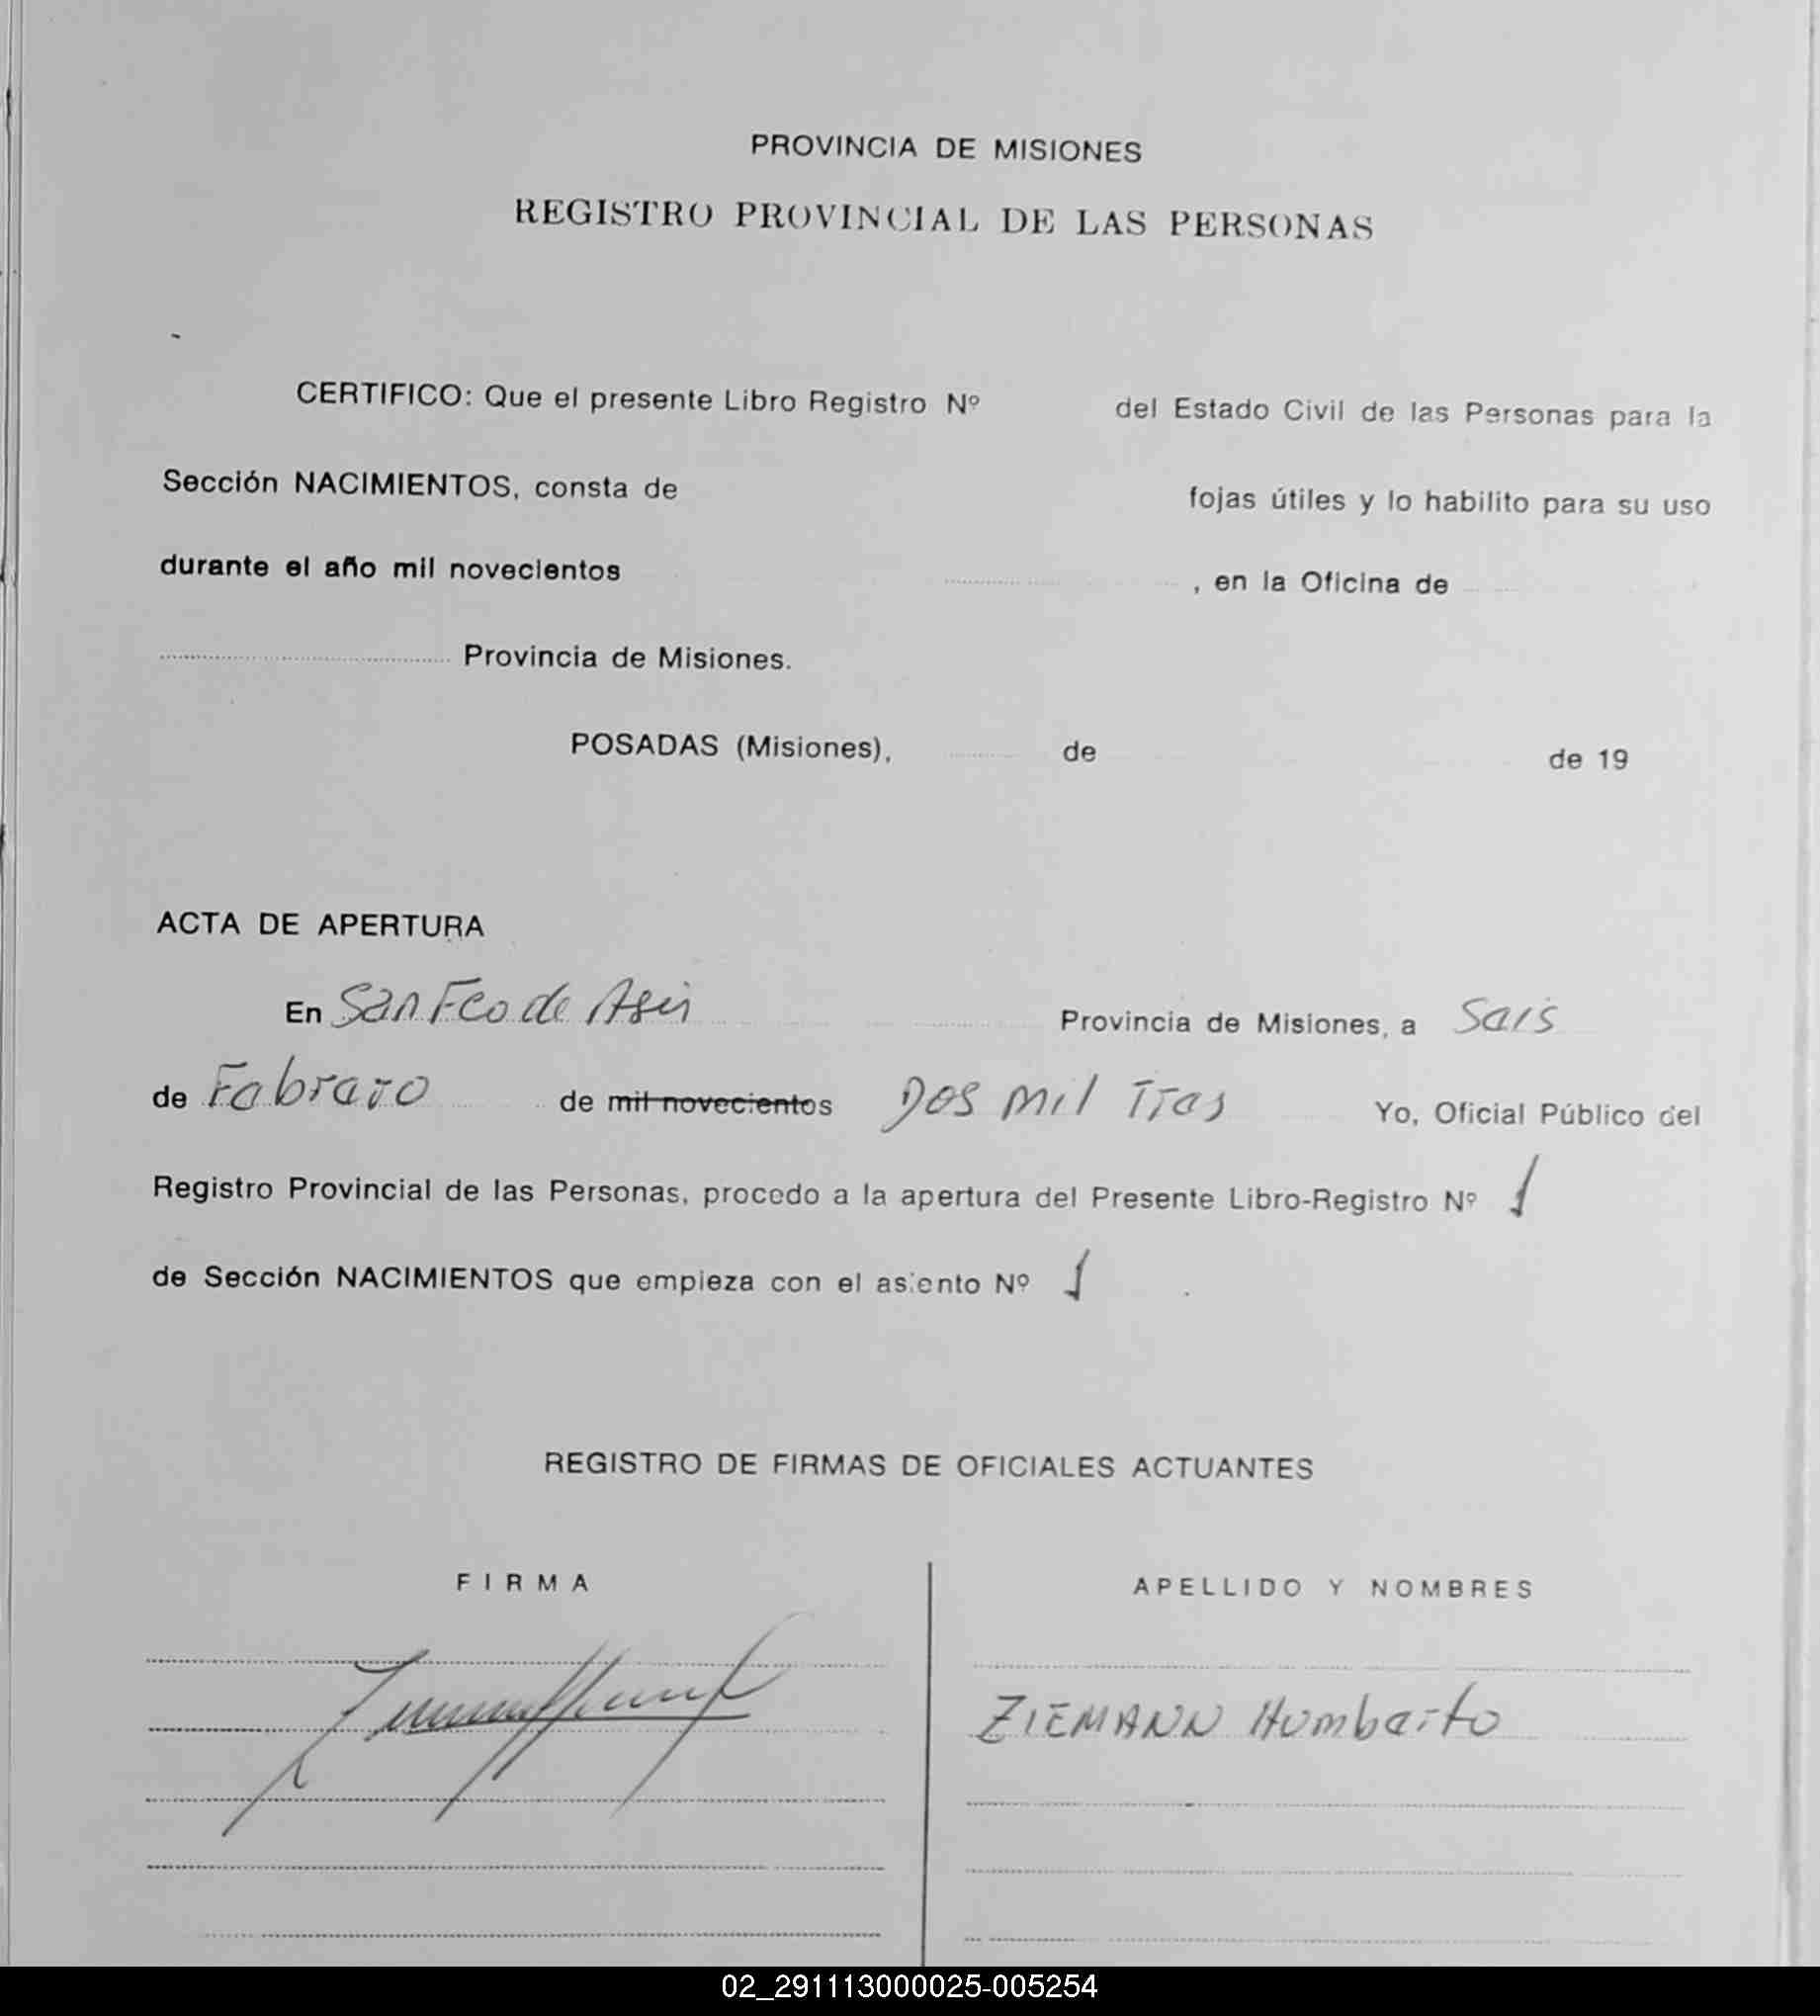 PROVINCIA DE MISIONES
REGISTRO PROVINCIAL DE LAS PERSONAS
CERTIFICO: Que el presente Libro Registro Nº del Estado Civil de las Personas para la
Sección NACIMIENTOS, consta de fojas útiles y lo habilito para su uso
durante el año mil novecientos , en la Oficina de
Provincia de Misiones.
POSADAS (Misiones), de de 19
ACTA DE APERTURA
En San Fco de Asis Provincia de Misiones, a Seis
de Febrero de mil novecientos Dos mil Tres Yo, Oficial Público del
Registro Provincial de las Personas, procedo a la apertura del Presente Libro-Registro Nº 1
de Sección NACIMIENTOS que empieza con el asiento Nº 1 .
REGISTRO DE FIRMAS DE OFICIALES ACTUANTES
FIRMA APELLIDO Y NOMBRES
ZIEMANN Humberto
02_291113000025-005254